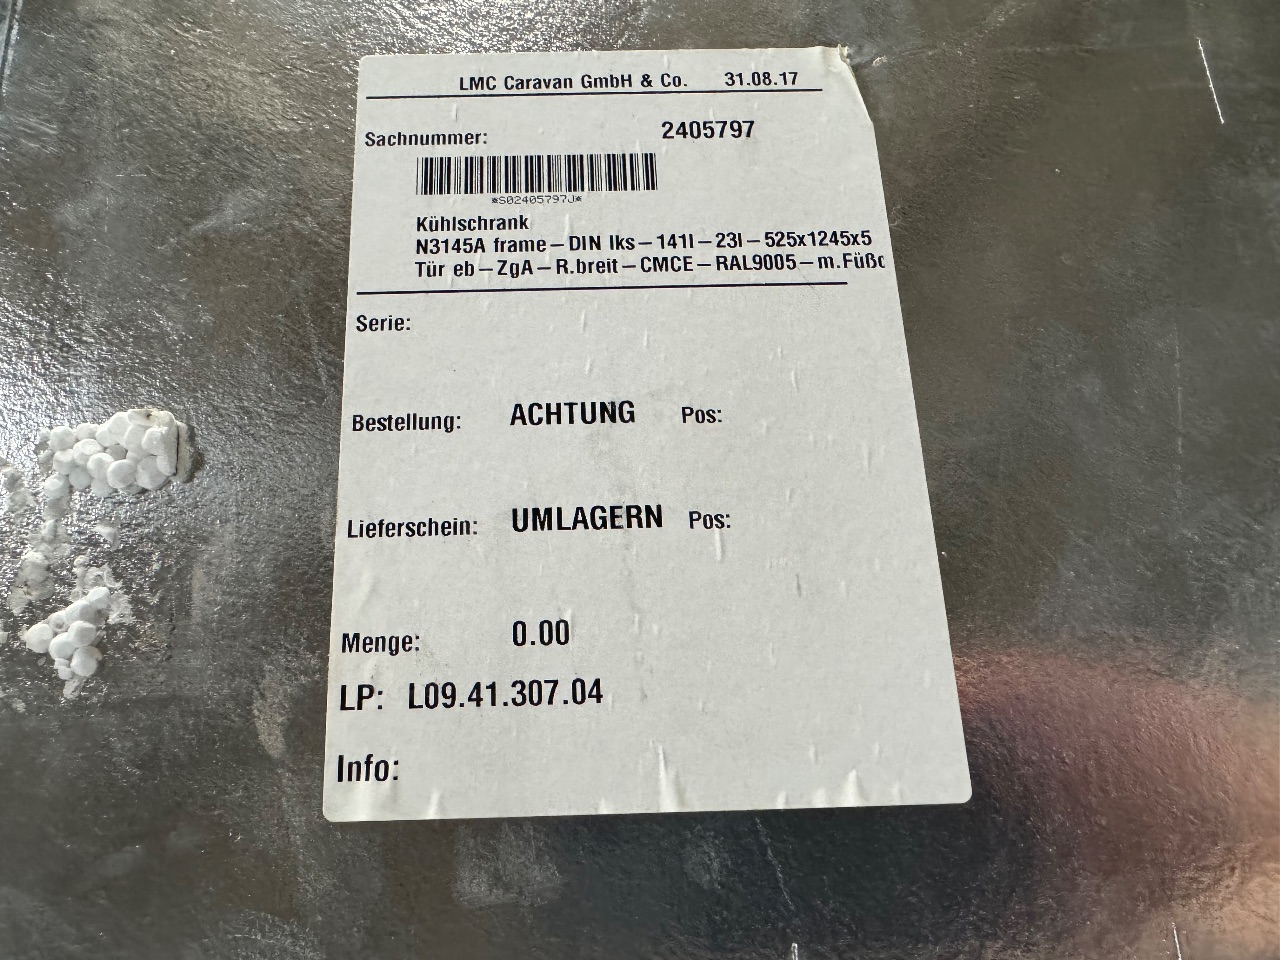 LMC Caravan GmbH & Co. 31.08.17
Sachnummer: 2405797
*S02405797J*
Kühlschrank
N3145A frame–DIN lks–141l–23l–525x1245x5
Tür eb–ZgA–R.breit–CMCE–RAL9005–m.Füß
Serie:
Bestellung: ACHTUNG Pos:
Lieferschein: UMLAGERN Pos:
Menge: 0.00
LP: L09.41.307.04
Info: